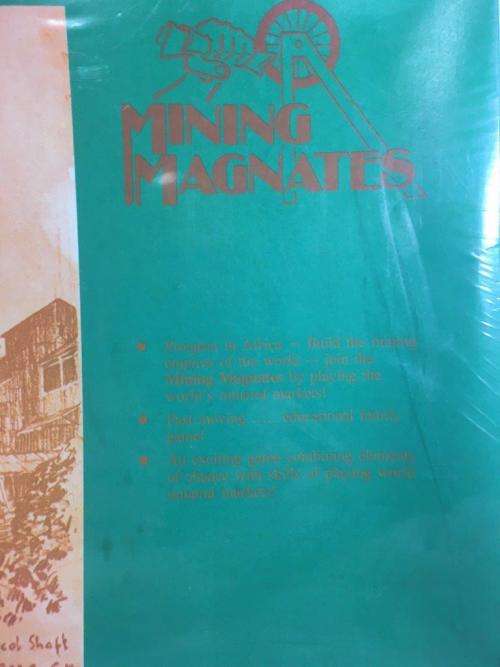 MINING
MAGNATES
in Africa — Build the mining
empires of the world — join the
Mining Magnates by playing the
world's mineral markets!
Fast moving ..... educational family
game!
An exciting game combining elements
of chance with skills of playing world
mineral markets!
Shaft